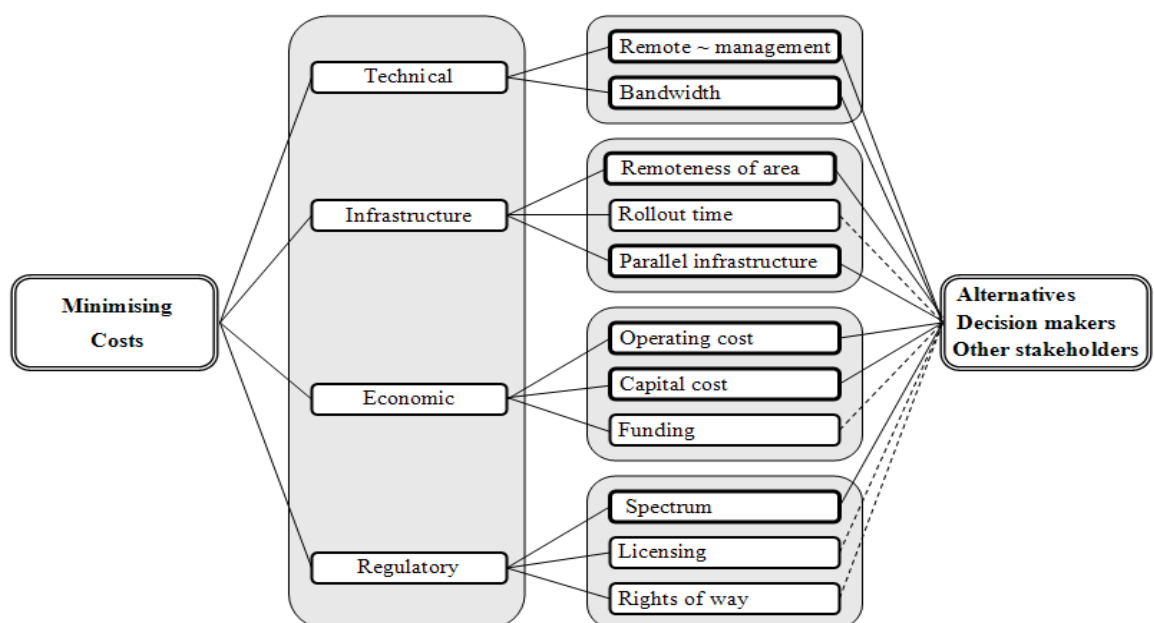 Minimising
Costs
Technical
Infrastructure
Economic
Regulatory
Remote ~ management
Bandwidth
Remoteness of area
Rollout time
Parallel infrastructure
Operating cost
Capital cost
Funding
Spectrum
Licensing
Rights of way
Alternatives
Decision makers
Other stakeholders